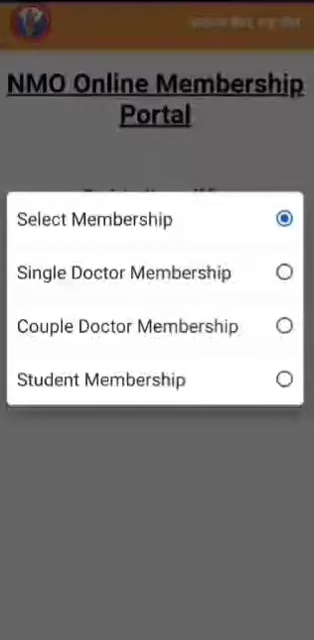 NMO Online Membership
Portal
Select Membership
Single Doctor Membership
Couple Doctor Membership
Student Membership